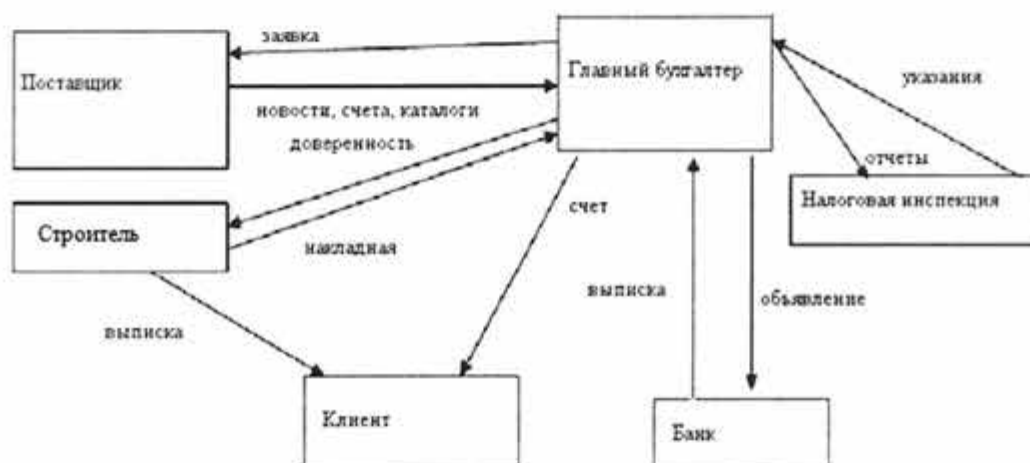 заявка
Поставщик
Главный бухгалтер
указания
новости, счета, каталоги
доверенность
отчеты
Налоговая инспекция
счет
Строитель
накладная
выписка
объявление
выписка
Клиент
Банк